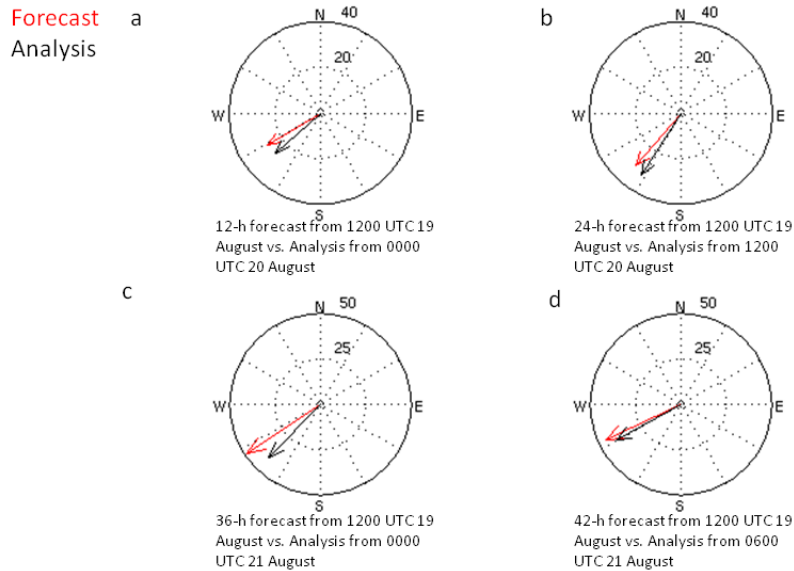 Forecast
Analysis
a
N
40
20
W
E
S
12-h forecast from 1200 UTC 19
August vs. Analysis from 0000
UTC 20 August
b
N
40
20
W
E
S
24-h forecast from 1200 UTC 19
August vs. Analysis from 1200
UTC 20 August
c
N
50
25
W
E
S
36-h forecast from 1200 UTC 19
August vs. Analysis from 0000
UTC 21 August
d
N
50
25
W
E
S
42-h forecast from 1200 UTC 19
August vs. Analysis from 0600
UTC 21 August